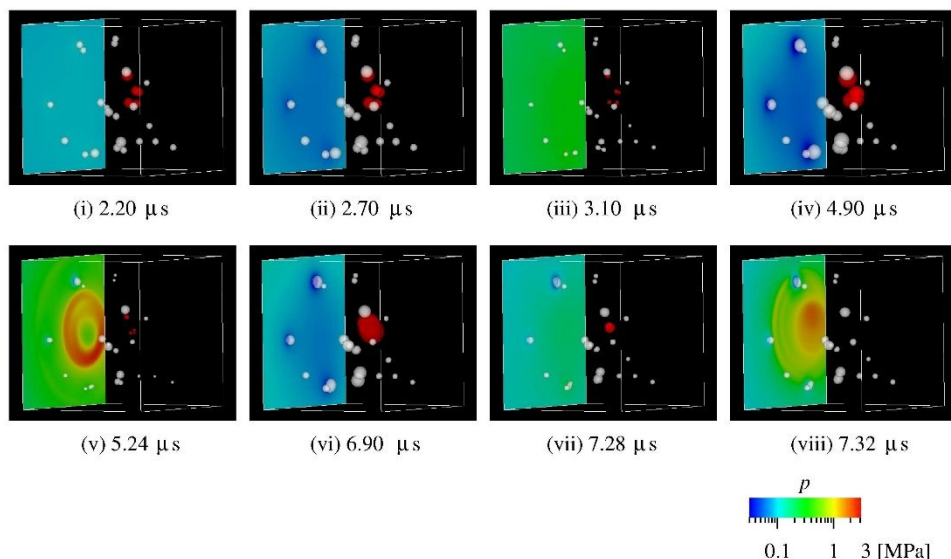 (i) 2.20 μs
(ii) 2.70 μs
(iii) 3.10 μs
(iv) 4.90 μs
(v) 5.24 μs
(vi) 6.90 μs
(vii) 7.28 μs
(viii) 7.32 μs
p
0.1 1 3 [MPa]